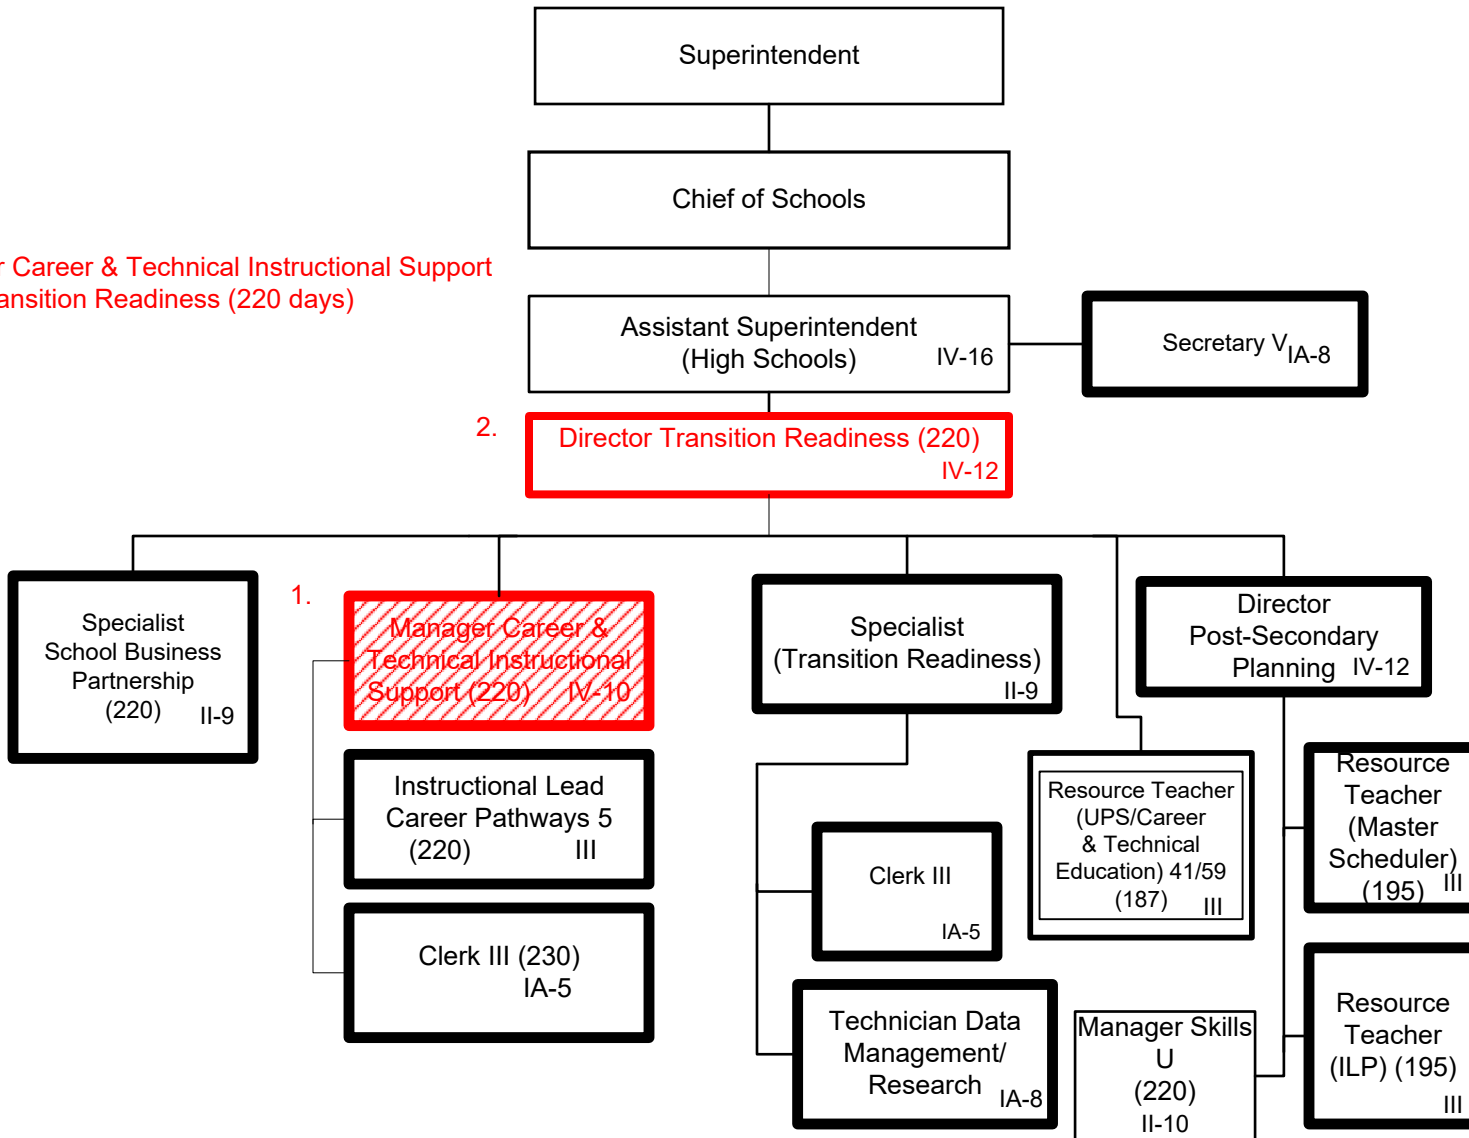 Superintendent
Chief of Schools
Career & Technical Instructional Support
Readiness (220 days)
Assistant Superintendent
(High Schools) IV-16
Secretary V IA-8
2.
Director Transition Readiness (220)
IV-12
Specialist
School Business
Partnership
(220) II-9
1.
Manager Career &
Technical Instructional
Support (220) IV-10
Instructional Lead
Career Pathways 5
(220) III
Clerk III (230)
IA-5
Specialist
(Transition Readiness)
II-9
Clerk III
IA-5
Technician Data
Management/
Research IA-8
Resource Teacher
(UPS/Career
& Technical
Education) 41/59
(187) III
Director
Post-Secondary
Planning IV-12
Resource
Teacher
(Master
Scheduler)
(195) III
Resource
Teacher
(ILP) (195)
III
Manager Skills
U
(220)
II-10